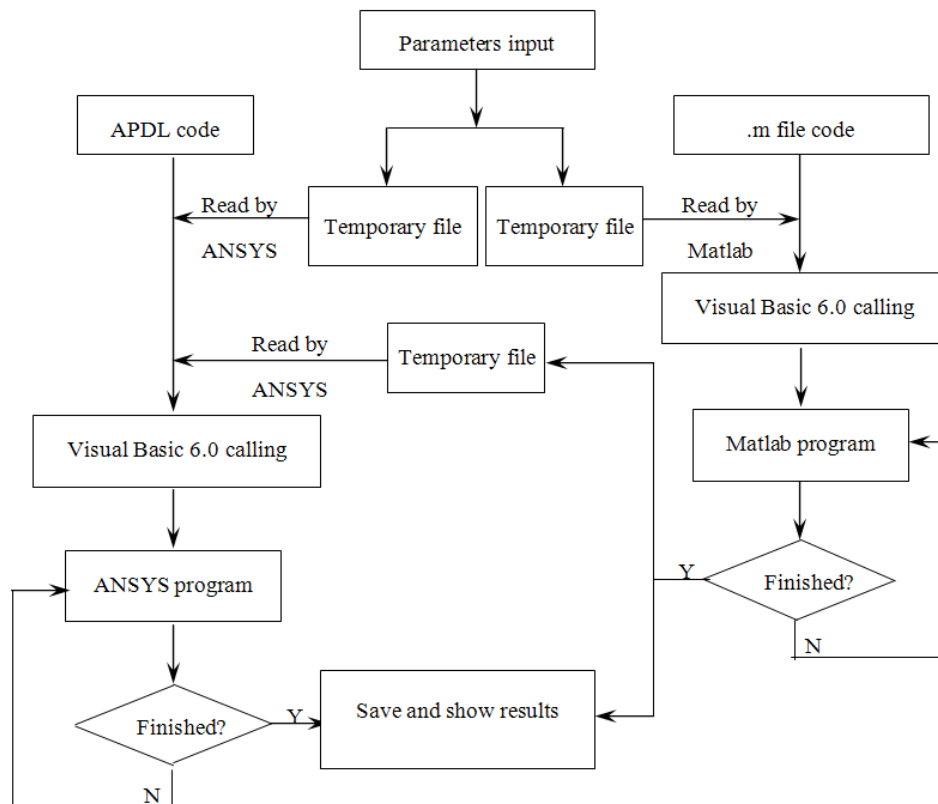 Parameters input
APDL code
.m file code
Read by
ANSYS
Temporary file
Temporary file
Read by
Matlab
Visual Basic 6.0 calling
Read by
ANSYS
Temporary file
Visual Basic 6.0 calling
Matlab program
ANSYS program
Y
Finished?
N
Finished?
Y
Save and show results
N